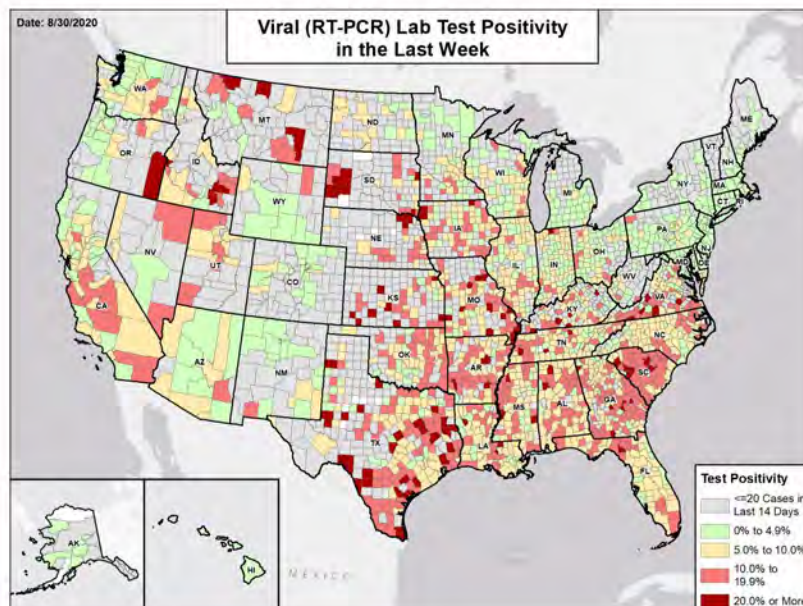 Date: 8/30/2020
Viral (RT-PCR) Lab Test Positivity
in the Last Week
WA
MT
ND
MN
ME
VT
NH
OR
ID
SD
WI
NY
MA
MI
CT
RI
WY
IA
PA
NE
NJ
NV
OH
MD
DE
UT
IL
IN
CO
WV
CA
KS
MO
VA
KY
NC
TN
OK
AZ
NM
AR
SC
MS
AL
GA
TX
LA
FL
AK
HI
MEXICO
Test Positivity
<=20 Cases in
Last 14 Days
0% to 4.9%
5.0% to 10.0%
10.0% to
19.9%
20.0% or More